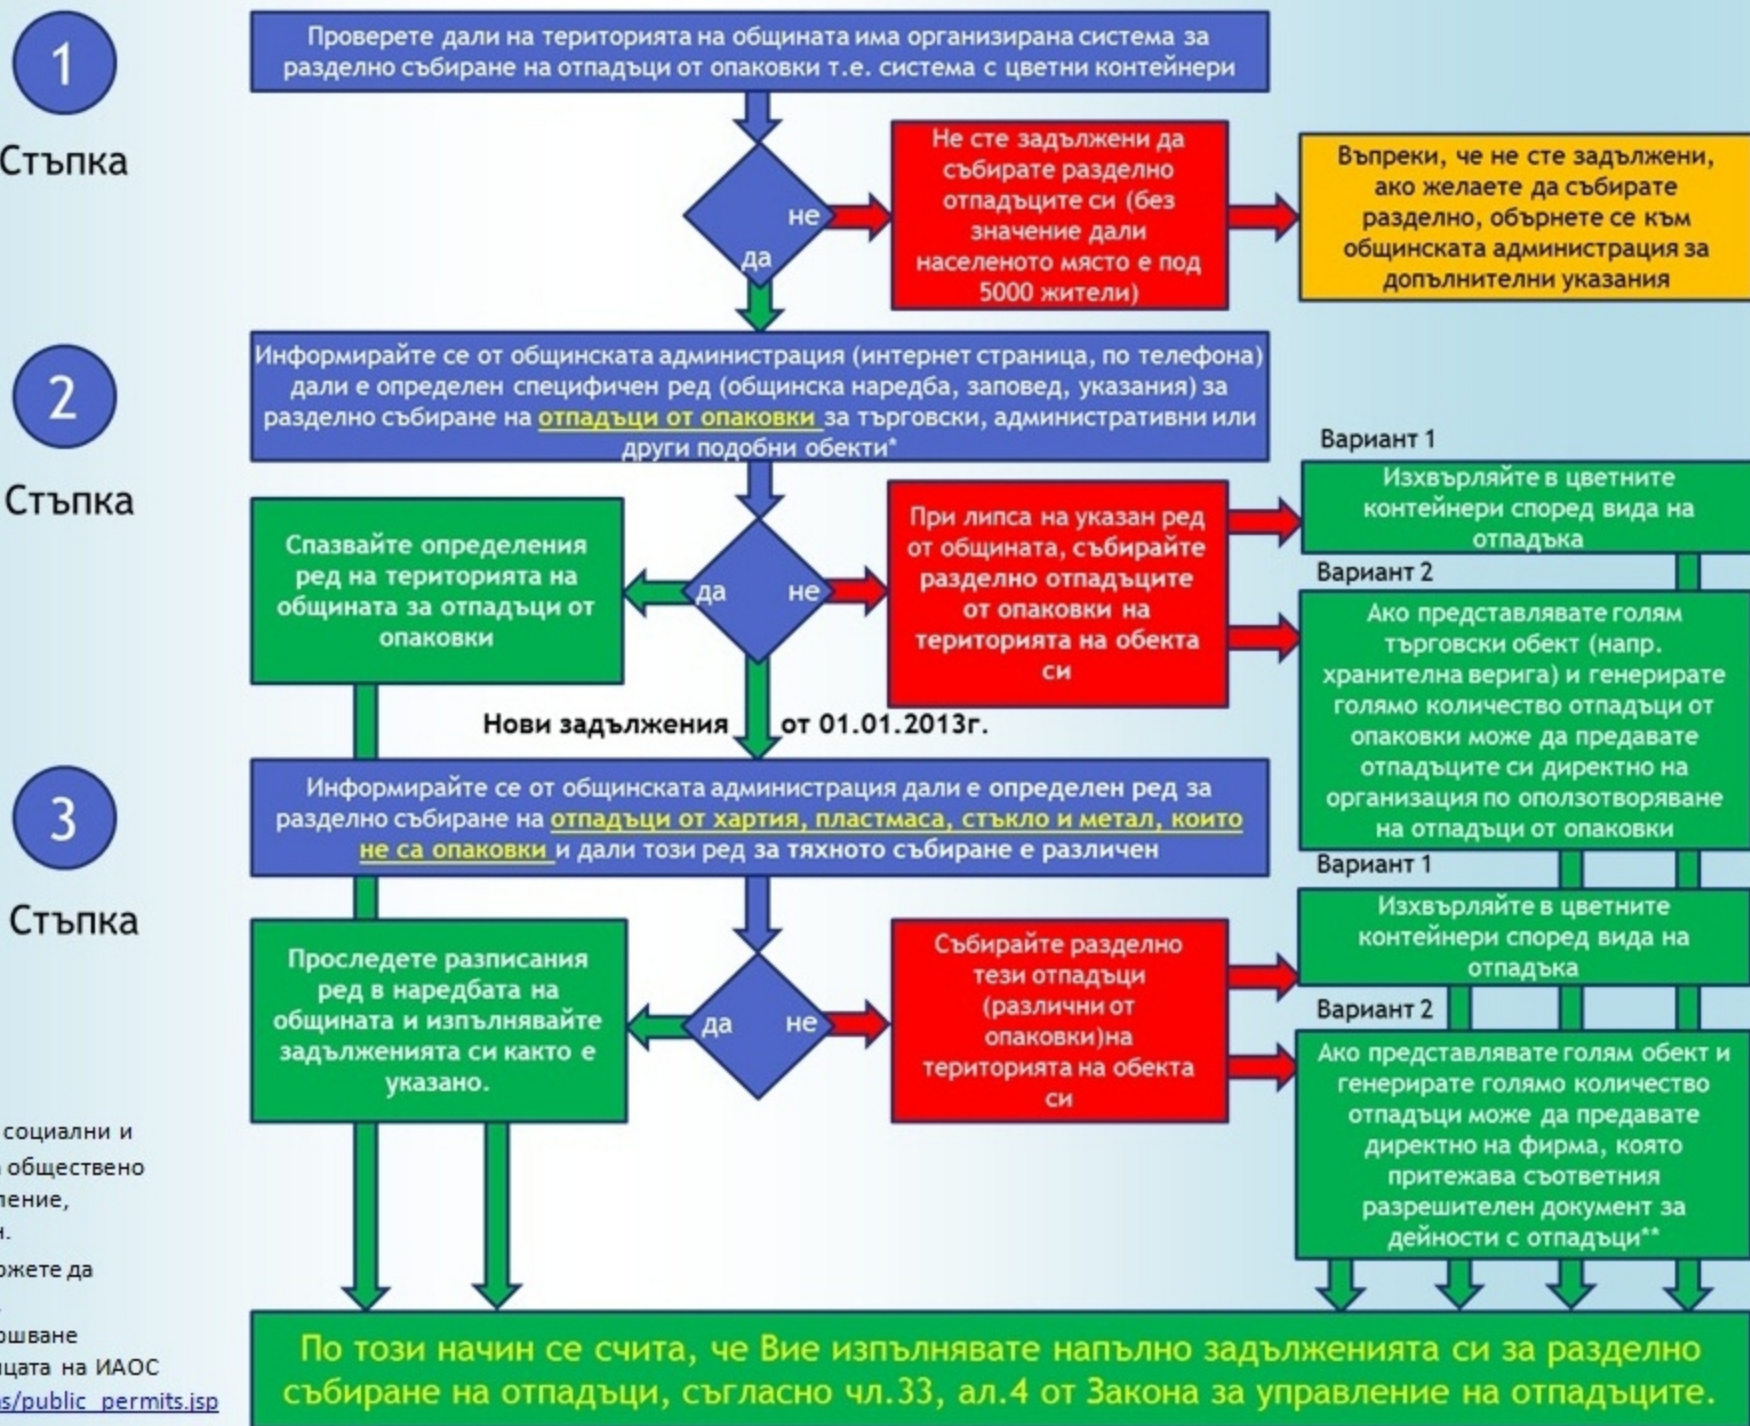 1
Стъпка
Проверете дали на територията на общината има организирана система за
разделно събиране на отпадъци от опаковки т.е. система с цветни контейнери
не
да
Не сте задължени да
събирате разделно
отпадъците си (без
значение дали
населеното място е под
5000 жители)
Въпреки, че не сте задължени,
ако желаете да събирате
разделно, обърнете се към
общинската администрация за
допълнителни указания
2
Стъпка
Информирайте се от общинската администрация (интернет страница, по телефона)
дали е определен специфичен ред (общинска наредба, заповед, указания) за
разделно събиране на отпадъци от опаковки за търговски, административни или
други подобни обекти*
Спазвайте определения
ред на територията на
общината за отпадъци от
опаковки
да
не
При липса на указан ред
от общината, събирайте
разделно отпадъците
от опаковки на
територията на обекта
си
Вариант 1
Изхвърляйте в цветните
контейнери според вида на
отпадъка
Вариант 2
Ако представлявате голям
търговски обект (напр.
хранителна верига) и генерирате
голямо количество отпадъци от
опаковки може да предавате
отпадъците си директно на
организация по оползотворяване
на отпадъци от опаковки
Нови задължения от 01.01.2013г.
3
Стъпка
Информирайте се от общинската администрация дали е определен ред за
разделно събиране на отпадъци от хартия, пластмаса, стъкло и метал, които
не са опаковки и дали този ред за тяхното събиране е различен
Проследете разписания
ред в наредбата на
общината и изпълнявайте
задълженията си както е
указано.
да
не
Събирайте разделно
тези отпадъци
(различни от
опаковки)на
територията на обекта
си
Вариант 1
Изхвърляйте в цветните
контейнери според вида на
отпадъка
Вариант 2
Ако представлявате голям обект и
генерирате голямо количество
отпадъци може да предавате
директно на фирма, която
притежава съответния
разрешителен документ за
дейности с отпадъци**
социални и
обществено
ление,
н.
ожете да
ошване
ицата на ИАОС
ns/public_permits.jsp
По този начин се счита, че Вие изпълнявате напълно задълженията си за разделно
събиране на отпадъци, съгласно чл.33, ал.4 от Закона за управление на отпадъците.